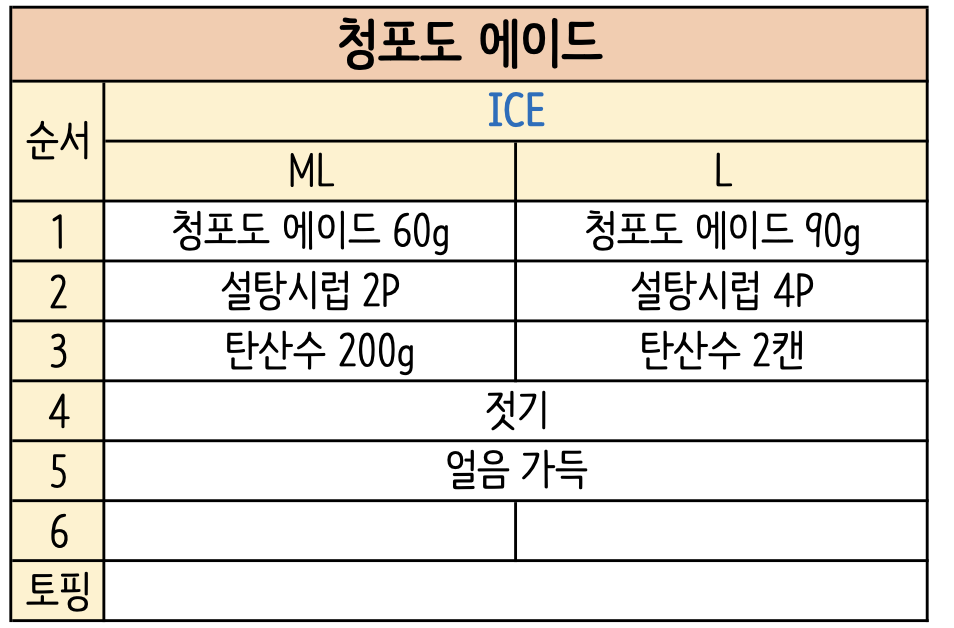 청포도 에이드
순서
ICE
ML L
1 청포도 에이드 60g 청포도 에이드 90g
2 설탕시럽 2P 설탕시럽 4P
3 탄산수 200g 탄산수 2캔
4 젓기
5 얼음 가득
6
토핑